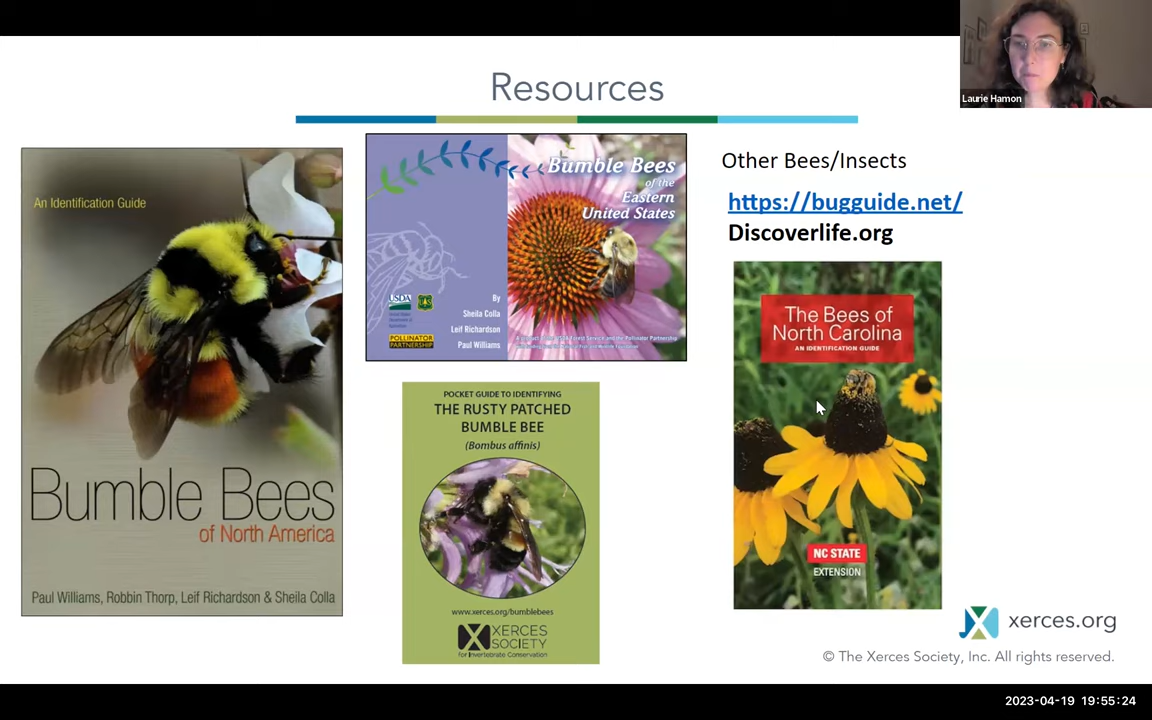 Laurie Hamon
Resources
An Identification Guide
Bumble Bees
of North America
Paul Williams, Robbin Thorp, Leif Richardson & Sheila Colla
Bumble Bees
of the
Eastern
United States
USDA
By
Sheila Colla
Leif Richardson
Paul Williams
POLLINATOR
PARTNERSHIP
POCKET GUIDE TO IDENTIFYING
THE RUSTY PATCHED
BUMBLE BEE
(Bombus affinis)
www.xerces.org/bumblebees
XERCES
SOCIETY
for Invertebrate Conservation
Other Bees/Insects
https://bugguide.net/
Discoverlife.org
The Bees of
North Carolina
AN IDENTIFICATION GUIDE
NC STATE
EXTENSION
xerces.org
© The Xerces Society, Inc. All rights reserved.
2023-04-19 19:55:24